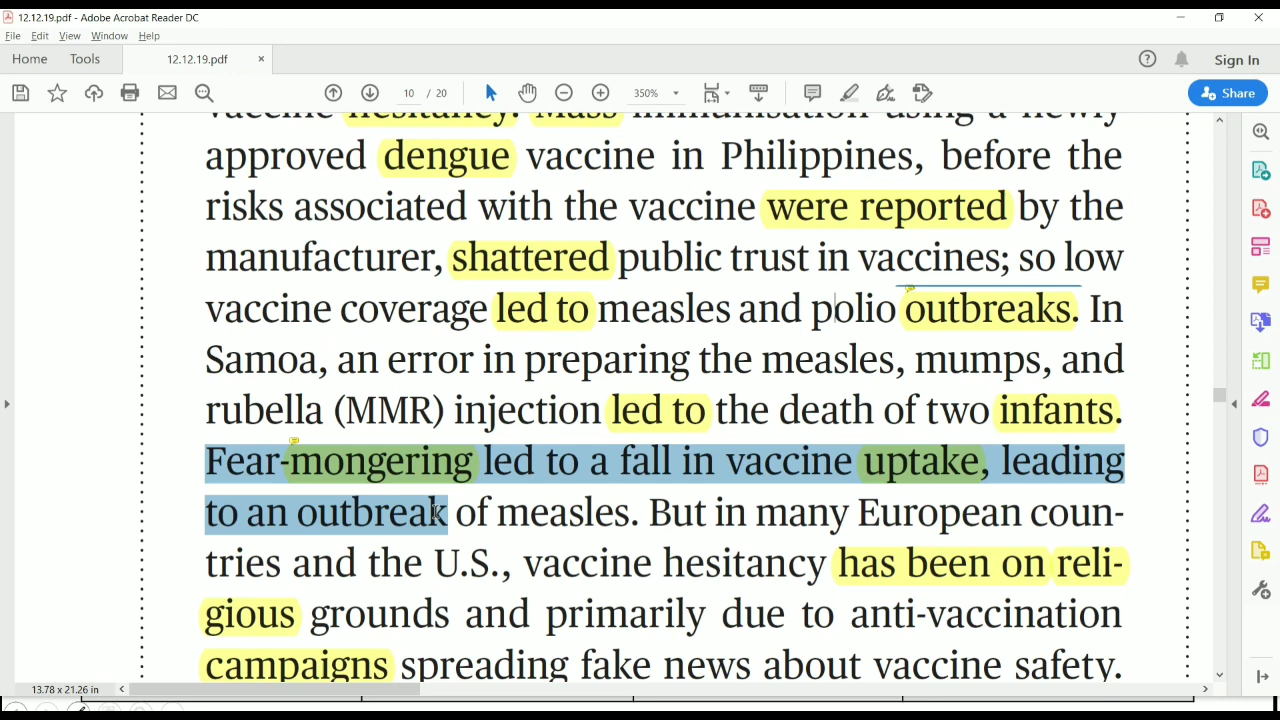 12.12.19.pdf - Adobe Acrobat Reader DC
File Edit View Window Help
Home Tools 12.12.19.pdf × Sign In
10 / 20 350% Share
vaccine hesitancy. Mass immunisation using a newly
approved dengue vaccine in Philippines, before the
risks associated with the vaccine were reported by the
manufacturer, shattered public trust in vaccines; so low
vaccine coverage led to measles and polio outbreaks. In
Samoa, an error in preparing the measles, mumps, and
rubella (MMR) injection led to the death of two infants.
Fear-mongering led to a fall in vaccine uptake, leading
to an outbreak of measles. But in many European coun-
tries and the U.S., vaccine hesitancy has been on reli-
gious grounds and primarily due to anti-vaccination
campaigns spreading fake news about vaccine safety.
13.78 x 21.26 in